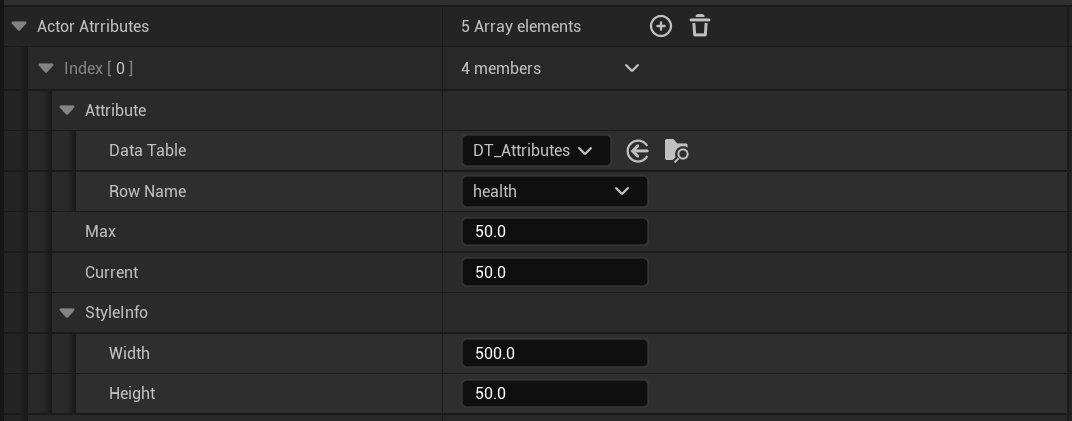 Actor Atrributes 5 Array elements
Index [ 0 ] 4 members
Attribute
Data Table DT_Attributes
Row Name health
Max 50.0
Current 50.0
StyleInfo
Width 500.0
Height 50.0